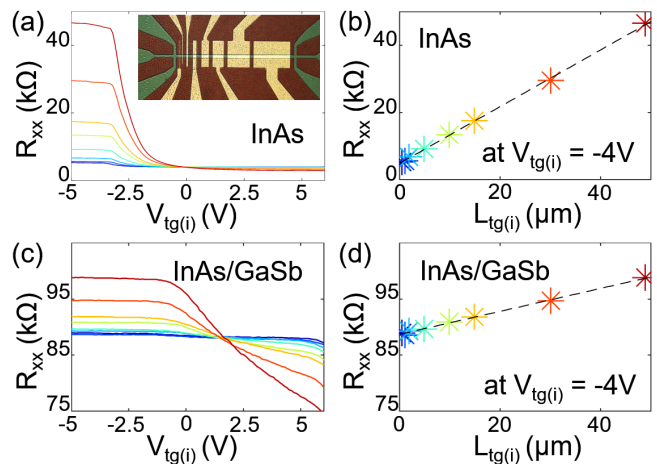 (a)
40
20
0
-5
-2.5
0
2.5
5
R_xx (kΩ)
V_tg(i) (V)
InAs
(b)
40
20
0
0
20
40
R_xx (kΩ)
L_tg(i) (μm)
InAs
at V_tg(i) = -4V
(c)
95
85
75
-5
-2.5
0
2.5
5
R_xx (kΩ)
V_tg(i) (V)
InAs/GaSb
(d)
95
85
75
0
20
40
R_xx (kΩ)
L_tg(i) (μm)
InAs/GaSb
at V_tg(i) = -4V